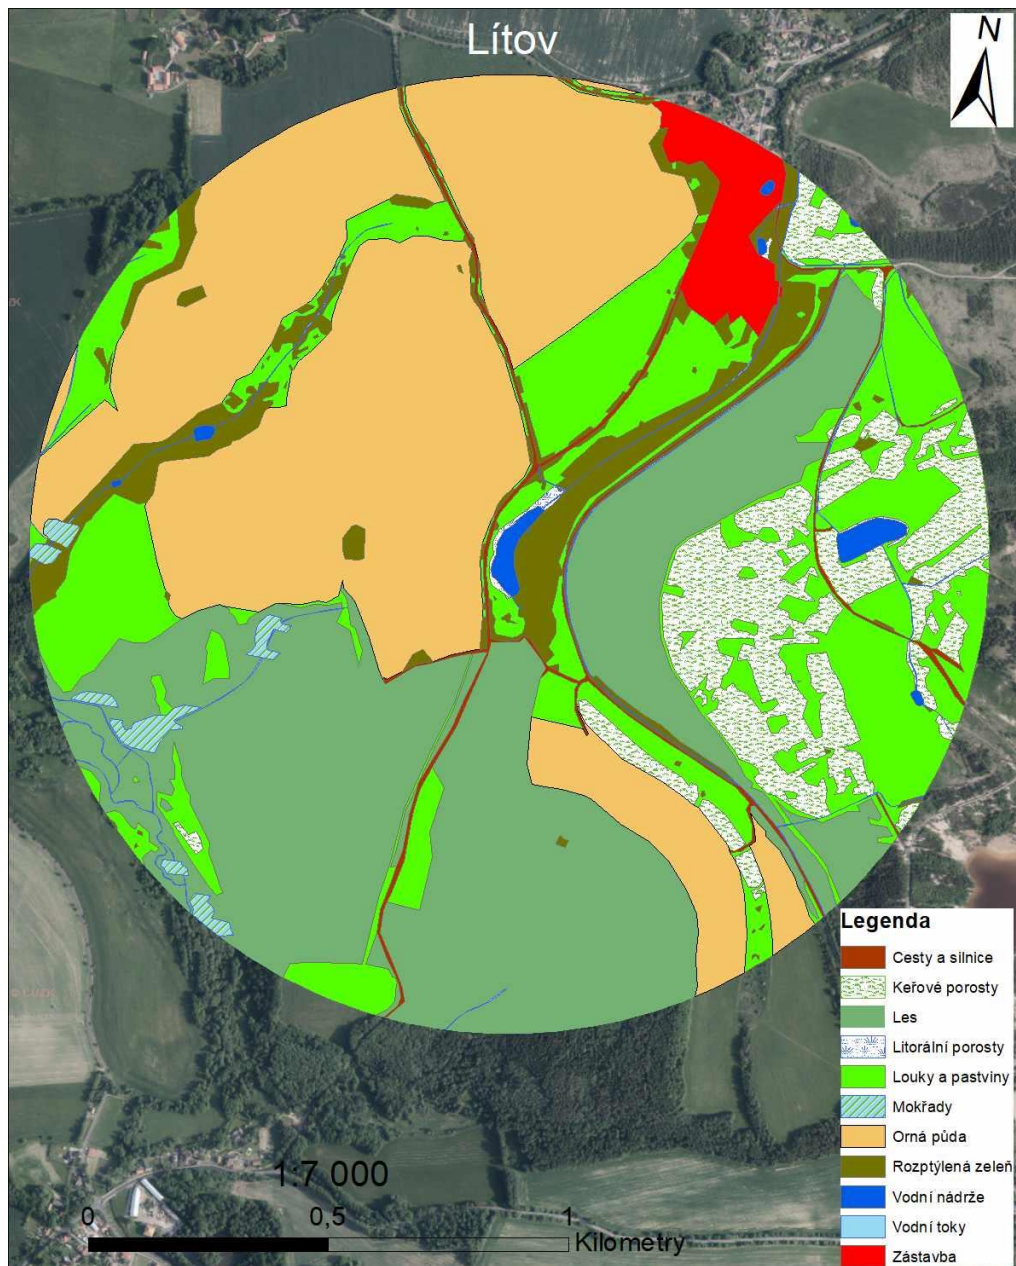 Lítov
N
Legenda
Cesty a silnice
Keřové porosty
Les
Litorální porosty
Louky a pastviny
Mokřady
Orná půda
Rozptýlená zeleň
Vodní nádrže
Vodní toky
Zástavba
1:7 000
0 0,5 1
Kilometry